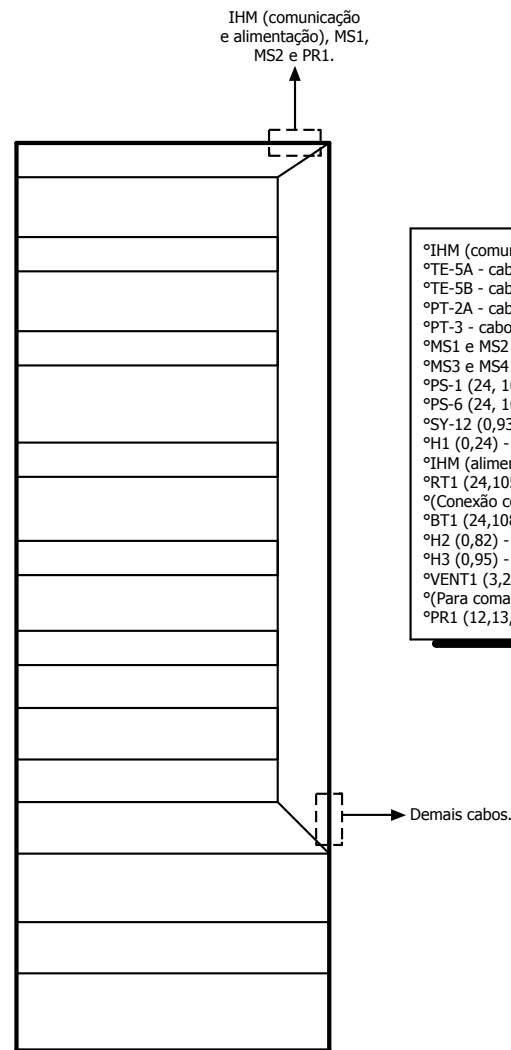 IHM (comunicação
e alimentação), MS1,
MS2 e PR1.
°IHM (comun
°TE-5A - cab
°TE-5B - cab
°PT-2A - cab
°PT-3 - cabo
°MS1 e MS2
°MS3 e MS4
°PS-1 (24, 10
°PS-6 (24, 10
°SY-12 (0,93
°H1 (0,24) -
°IHM (alimen
°RT1 (24,105
°(Conexão co
°BT1 (24,108
°H2 (0,82) -
°H3 (0,95) -
°VENT1 (3,2
°(Para coma
°PR1 (12,13,
Demais cabos.